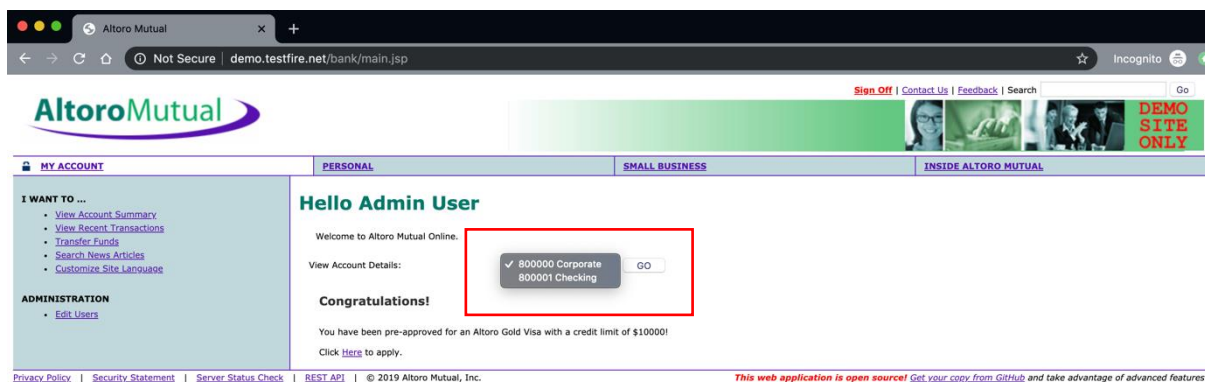 Altoro Mutual
Not Secure | demo.testfire.net/bank/main.jsp
Incognito
Sign Off | Contact Us | Feedback | Search Go
AltoroMutual
DEMO
SITE
ONLY
MY ACCOUNT PERSONAL SMALL BUSINESS INSIDE ALTORO MUTUAL
I WANT TO ...
• View Account Summary
• View Recent Transactions
• Transfer Funds
• Search News Articles
• Customize Site Language
ADMINISTRATION
• Edit Users
Hello Admin User
Welcome to Altoro Mutual Online.
View Account Details: ✓ 800000 Corporate GO
800001 Checking
Congratulations!
You have been pre-approved for an Altoro Gold Visa with a credit limit of $10000!
Click Here to apply.
Privacy Policy | Security Statement | Server Status Check | REST API | © 2019 Altoro Mutual, Inc. This web application is open source! Get your copy from GitHub and take advantage of advanced features